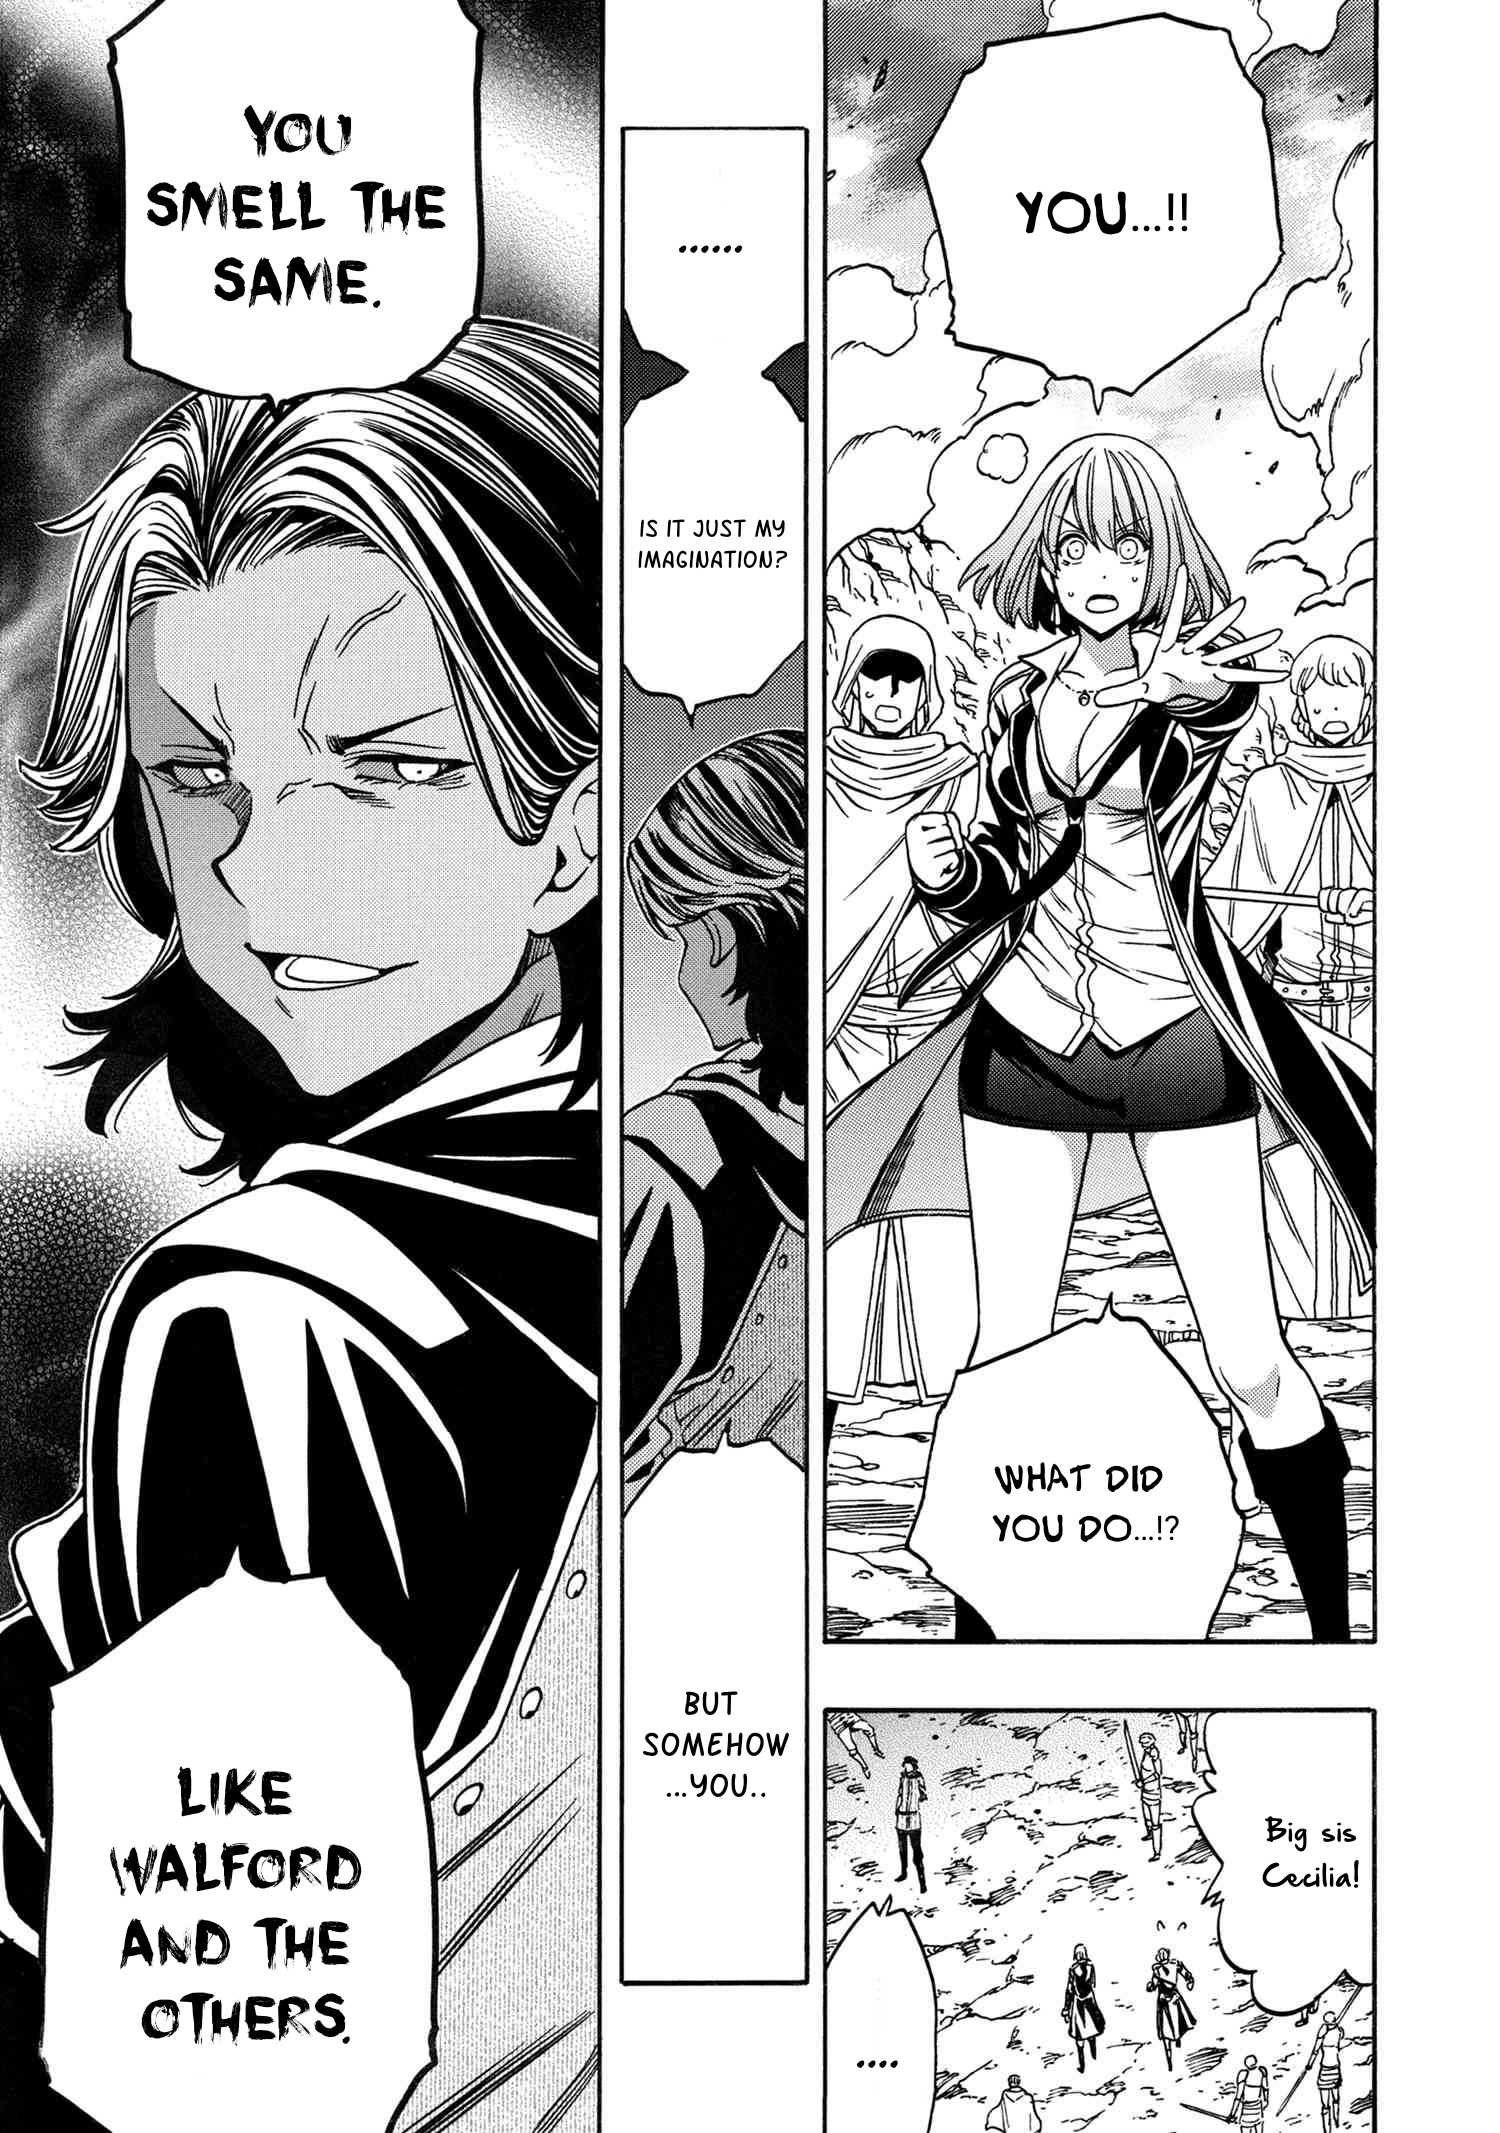 YOU...!!
WHAT DID
YOU DO...!?
Big sis
Cecilia!
....
......
IS IT JUST MY
IMAGINATION?
BUT
SOMEHOW
...YOU..
YOU
SMELL THE
SAME.
LIKE
WALFORD
AND THE
OTHERS.